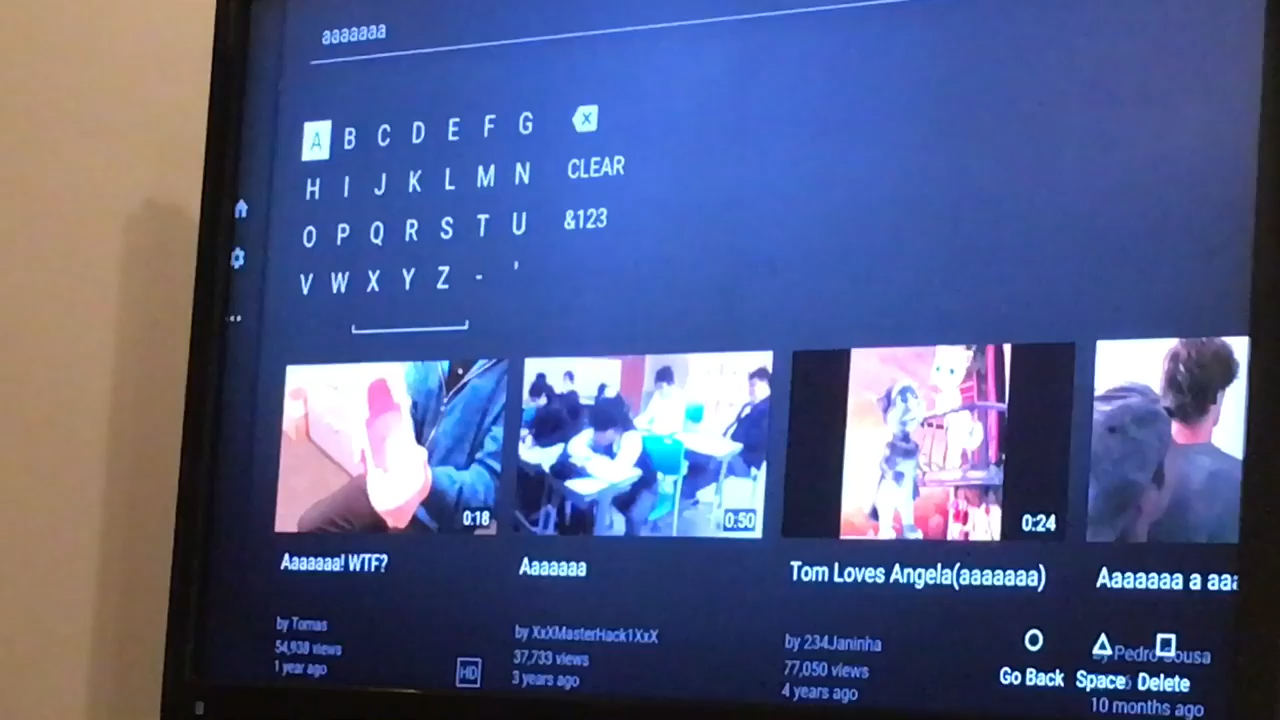 aaaaaaa
A B C D E F G
CLEAR
H I J K L M N
&123
O P Q R S T U
V W X Y Z - '
0:18
0:50
0:24
Aaaaaaa! WTF?
Aaaaaaa
Tom Loves Angela(aaaaaaa)
Aaaaaaa a aaa
by Tomas
54,938 views
1 year ago
HD
by XxXMasterHack1XxX
37,733 views
3 years ago
by 234Janinha
77,050 views
4 years ago
by Pedro Sousa
10 months ago
Go Back Space Delete